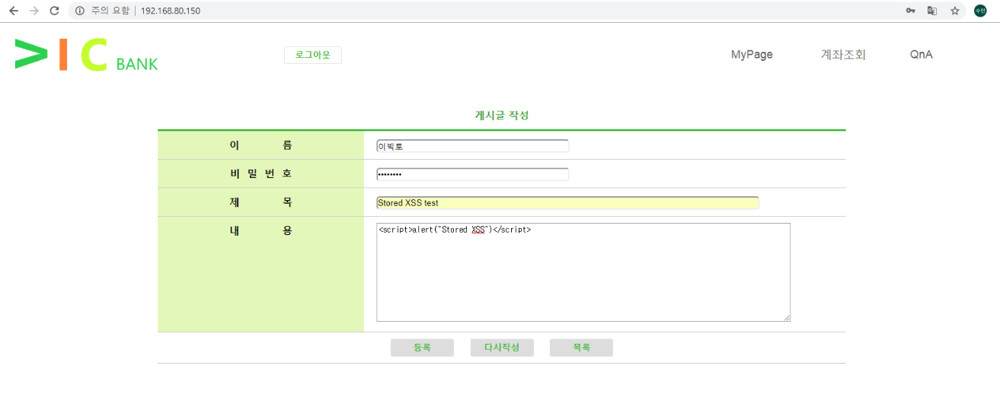 주의 요함 192.168.80.150 수민
>IC BANK 로그아웃 MyPage 계좌조회 QnA
게시글 작성
이 름 이빅토
비 밀 번 호 ••••••••
제 목 Stored XSS test
내 용 <script>alert("Stored XSS")</script>
등록 다시작성 목록